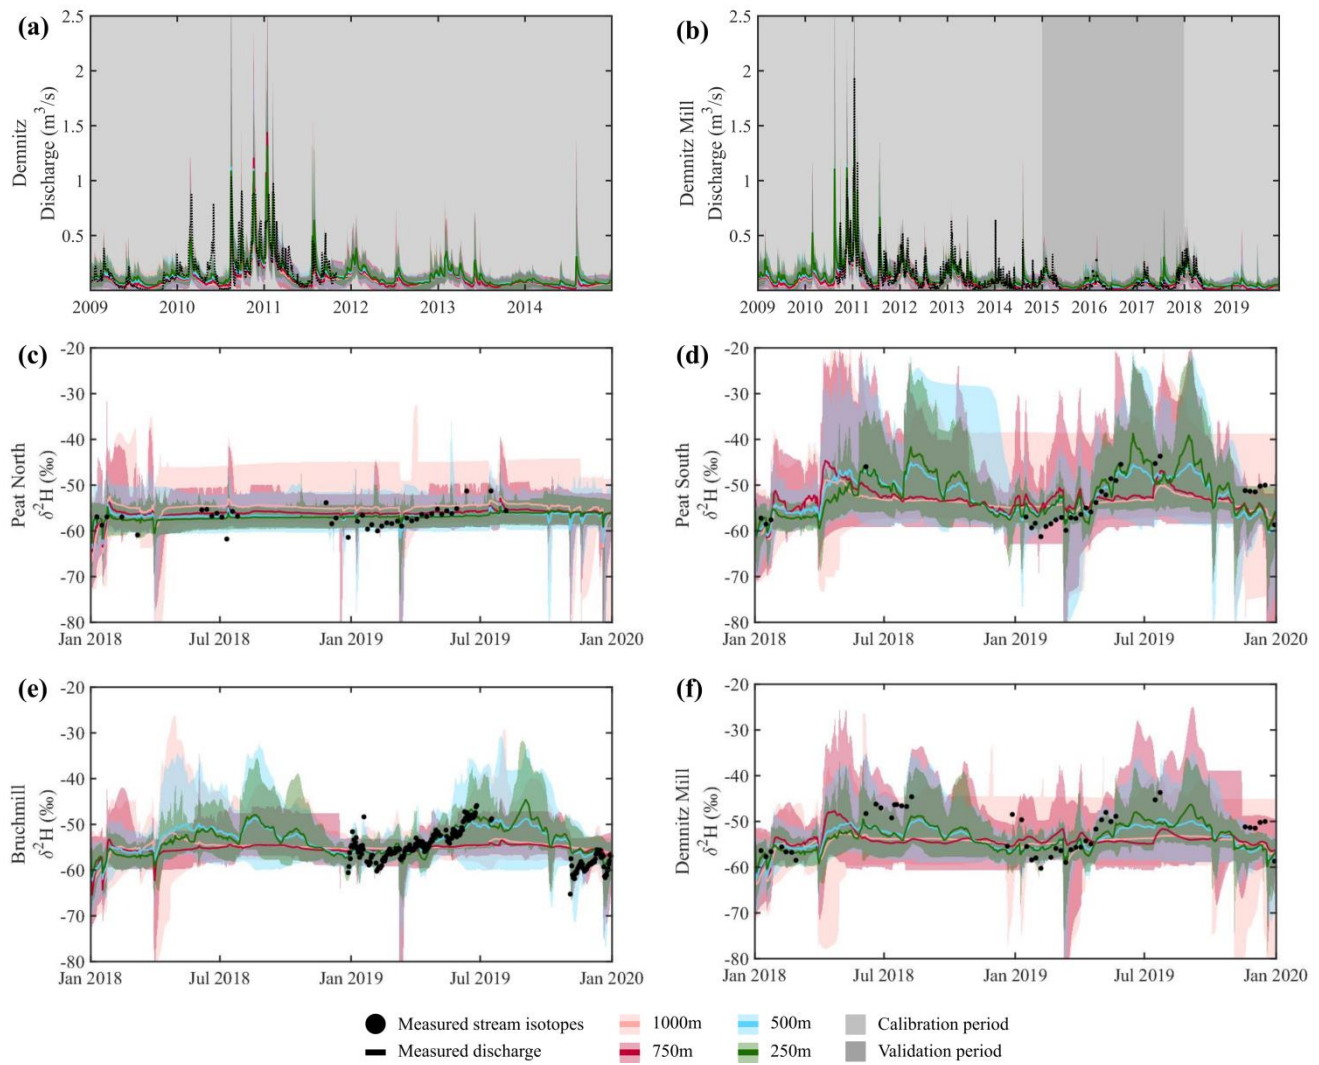 (a)
Demnitz
Discharge (m³/s)
2.5
2
1.5
1
0.5
2009 2010 2011 2012 2013 2014
(b)
Demnitz Mill
Discharge (m³/s)
2.5
2
1.5
1
0.5
2009 2010 2011 2012 2013 2014 2015 2016 2017 2018 2019
(c)
Peat North
δ²H (‰)
-20
-30
-40
-50
-60
-70
-80
Jan 2018 Jul 2018 Jan 2019 Jul 2019 Jan 2020
(d)
Peat South
δ²H (‰)
-20
-30
-40
-50
-60
-70
-80
Jan 2018 Jul 2018 Jan 2019 Jul 2019 Jan 2020
(e)
Bruchmill
δ²H (‰)
-20
-30
-40
-50
-60
-70
-80
Jan 2018 Jul 2018 Jan 2019 Jul 2019 Jan 2020
(f)
Demnitz Mill
δ²H (‰)
-20
-30
-40
-50
-60
-70
-80
Jan 2018 Jul 2018 Jan 2019 Jul 2019 Jan 2020
Measured stream isotopes 1000m 500m Calibration period
Measured discharge 750m 250m Validation period